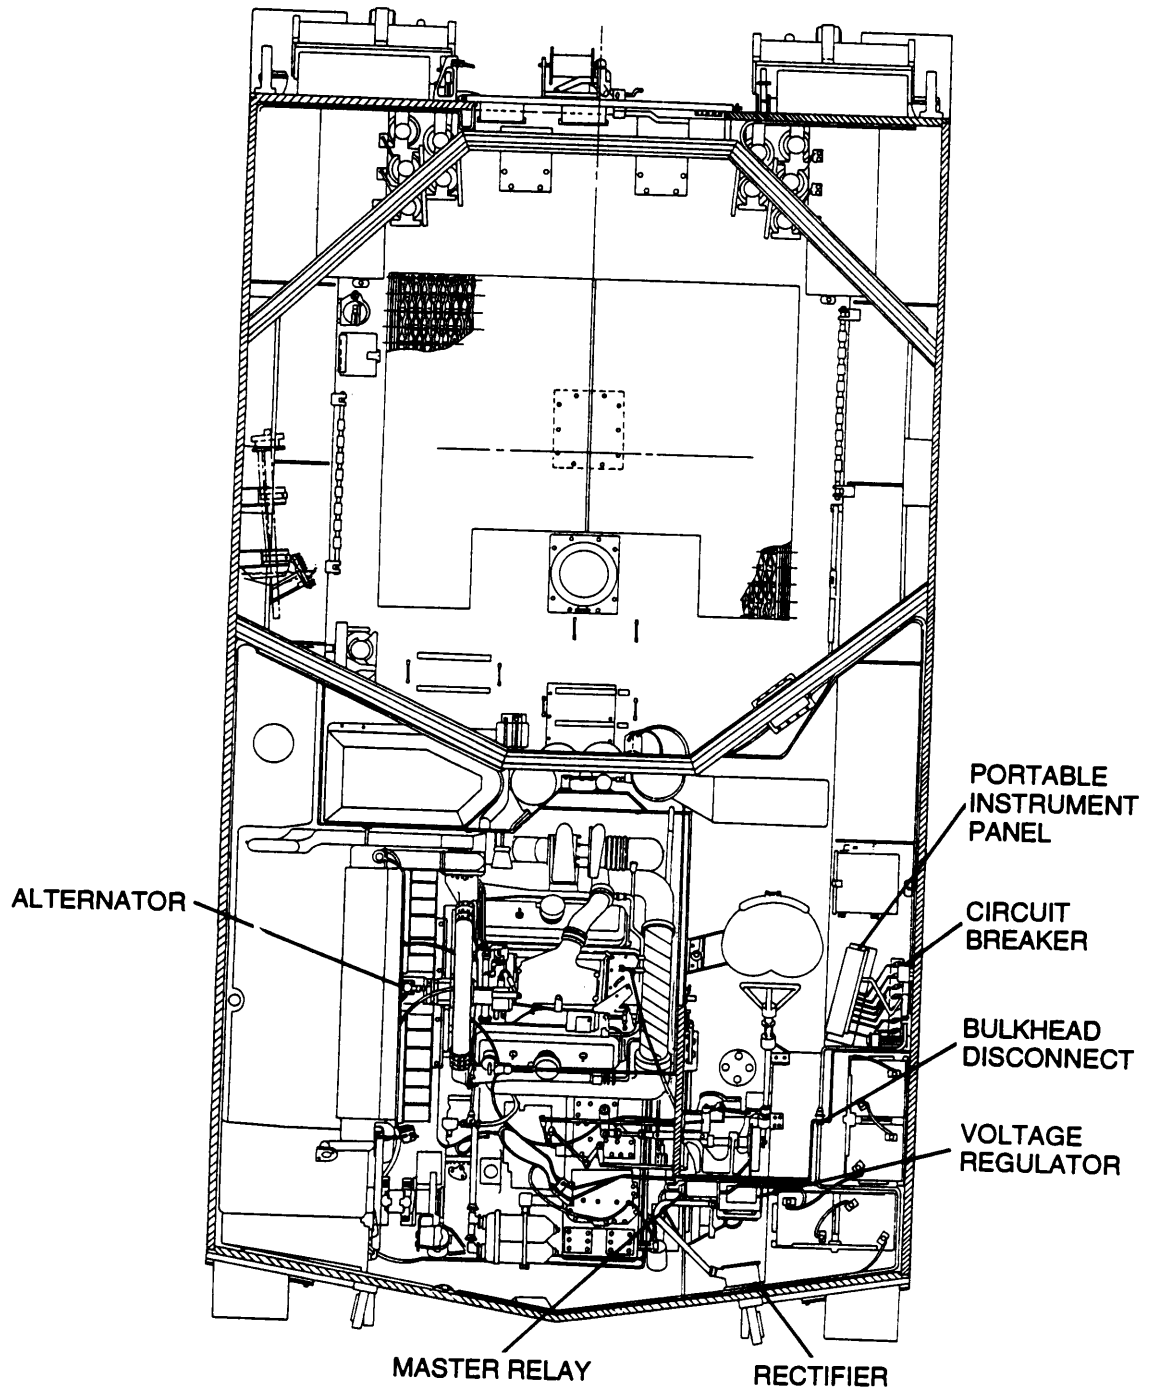 PORTABLE
INSTRUMENT
PANEL
ALTERNATOR
CIRCUIT
BREAKER
BULKHEAD
DISCONNECT
VOLTAGE
REGULATOR
MASTER RELAY
RECTIFIER